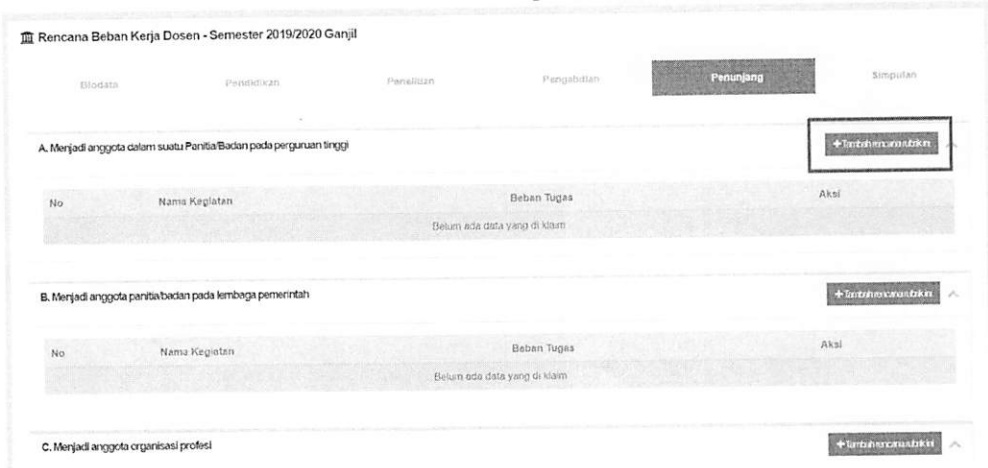 Rencana Beban Kerja Dosen - Semester 2019/2020 Ganjil
Biodata Pendidikan Penelitian Pengabdian Penunjang Simpulan
A. Menjadi anggota dalam suatu Panitia/Badan pada perguruan tinggi
+Tambah rencana rubrik ini
No Nama Kegiatan Beban Tugas Aksi
Belum ada data yang di klaim
B. Menjadi anggota panitia/badan pada lembaga pemerintah
+Tambah rencana rubrik ini
No Nama Kegiatan Beban Tugas Aksi
Belum ada data yang di klaim
C. Menjadi anggota organisasi profesi
+Tambah rencana rubrik ini